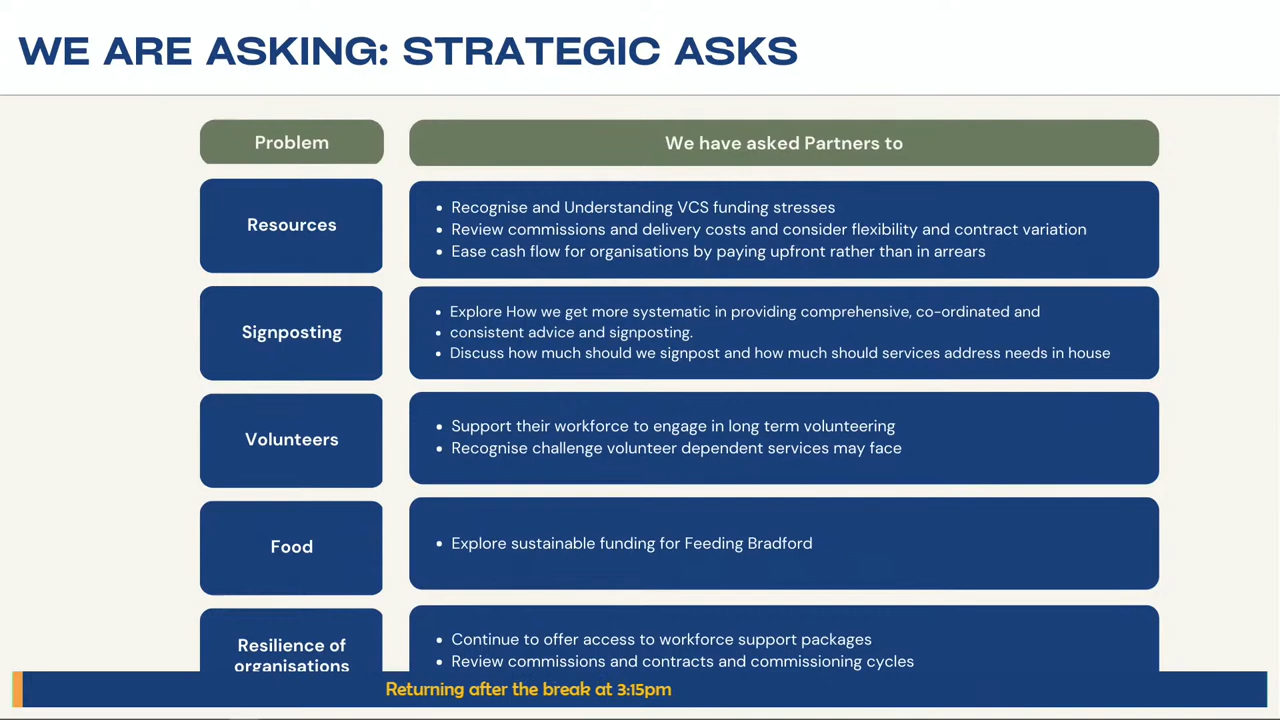 WE ARE ASKING: STRATEGIC ASKS
Problem
We have asked Partners to
Resources
• Recognise and Understanding VCS funding stresses
• Review commissions and delivery costs and consider flexibility and contract variation
• Ease cash flow for organisations by paying upfront rather than in arrears
Signposting
• Explore How we get more systematic in providing comprehensive, co-ordinated and
• consistent advice and signposting.
• Discuss how much should we signpost and how much should services address needs in house
Volunteers
• Support their workforce to engage in long term volunteering
• Recognise challenge volunteer dependent services may face
Food
• Explore sustainable funding for Feeding Bradford
Resilience of
organisations
• Continue to offer access to workforce support packages
• Review commissions and contracts and commissioning cycles
Returning after the break at 3:15pm